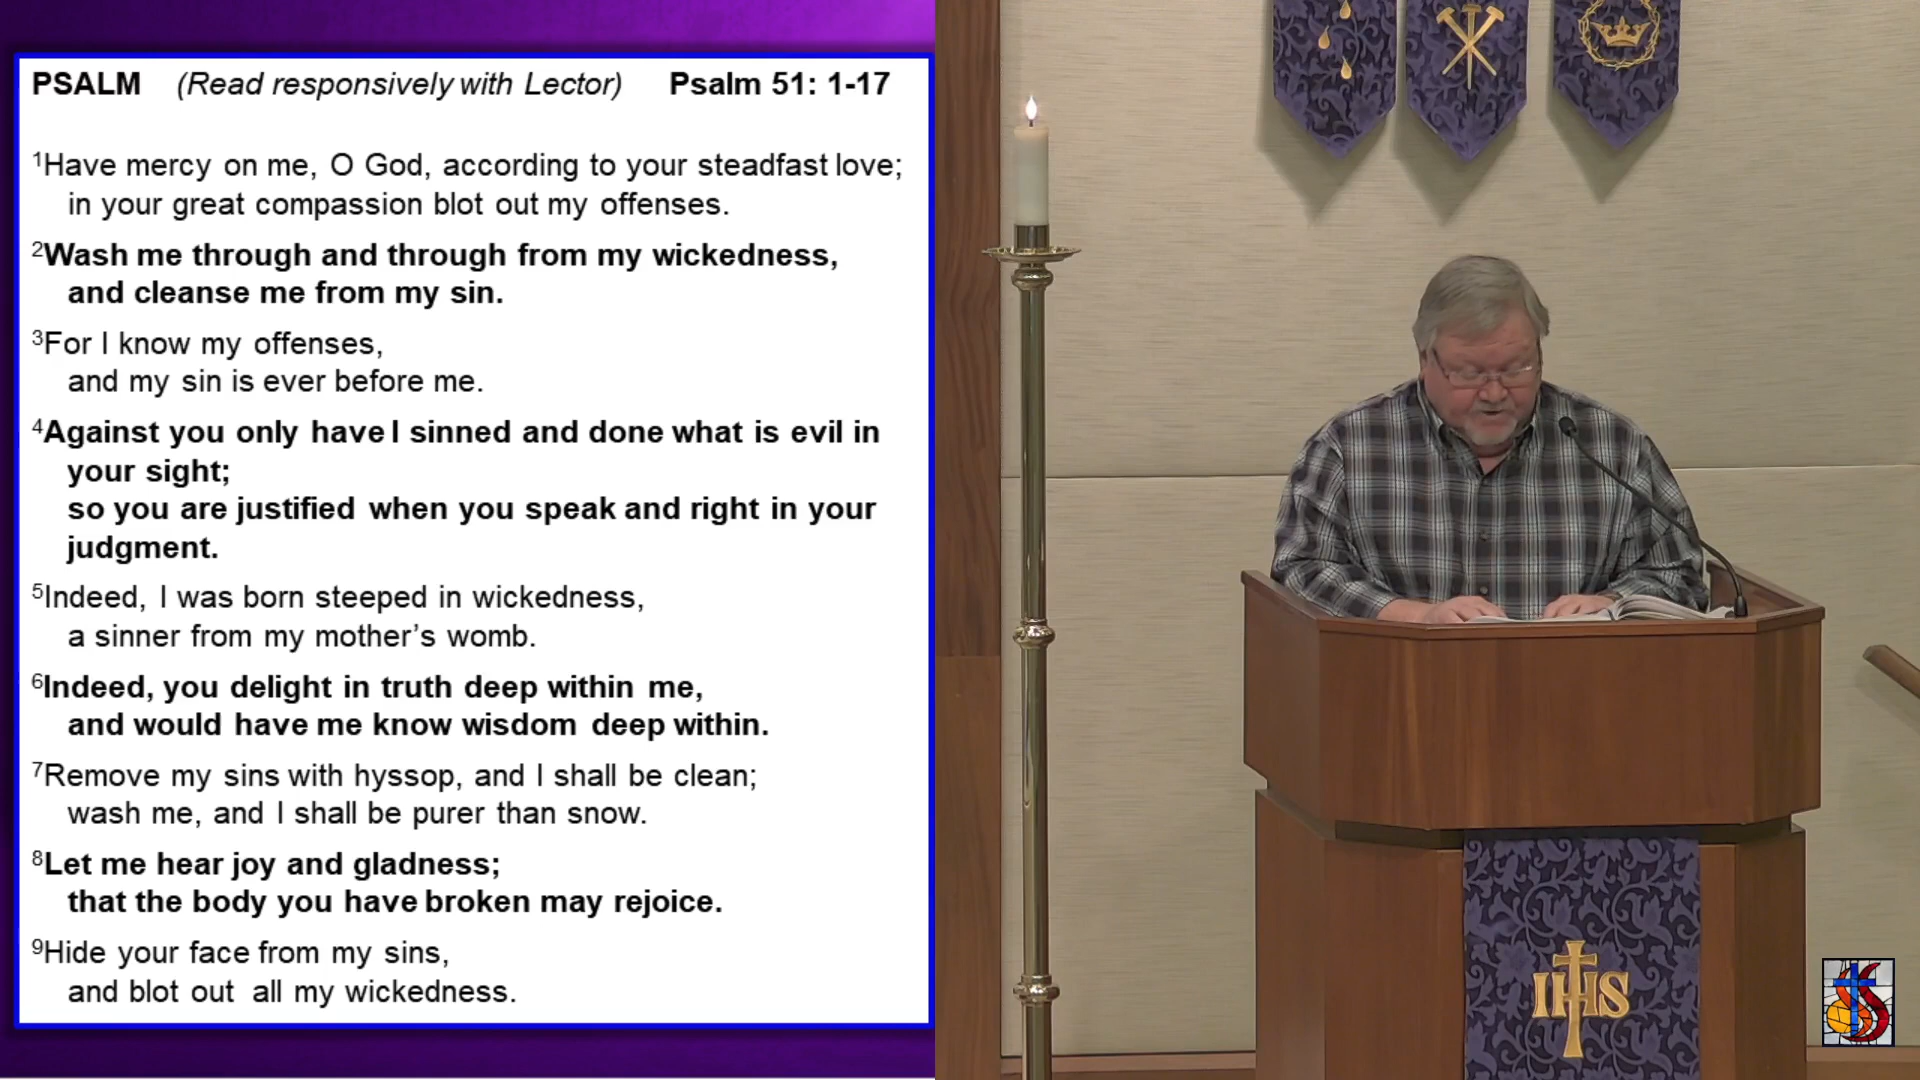 PSALM (Read responsively with Lector) Psalm 51: 1-17
1Have mercy on me, O God, according to your steadfast love;
in your great compassion blot out my offenses.
2Wash me through and through from my wickedness,
and cleanse me from my sin.
3For I know my offenses,
and my sin is ever before me.
4Against you only have I sinned and done what is evil in
your sight;
so you are justified when you speak and right in your
judgment.
5Indeed, I was born steeped in wickedness,
a sinner from my mother’s womb.
6Indeed, you delight in truth deep within me,
and would have me know wisdom deep within.
7Remove my sins with hyssop, and I shall be clean;
wash me, and I shall be purer than snow.
8Let me hear joy and gladness;
that the body you have broken may rejoice.
9Hide your face from my sins,
and blot out all my wickedness.
IHS